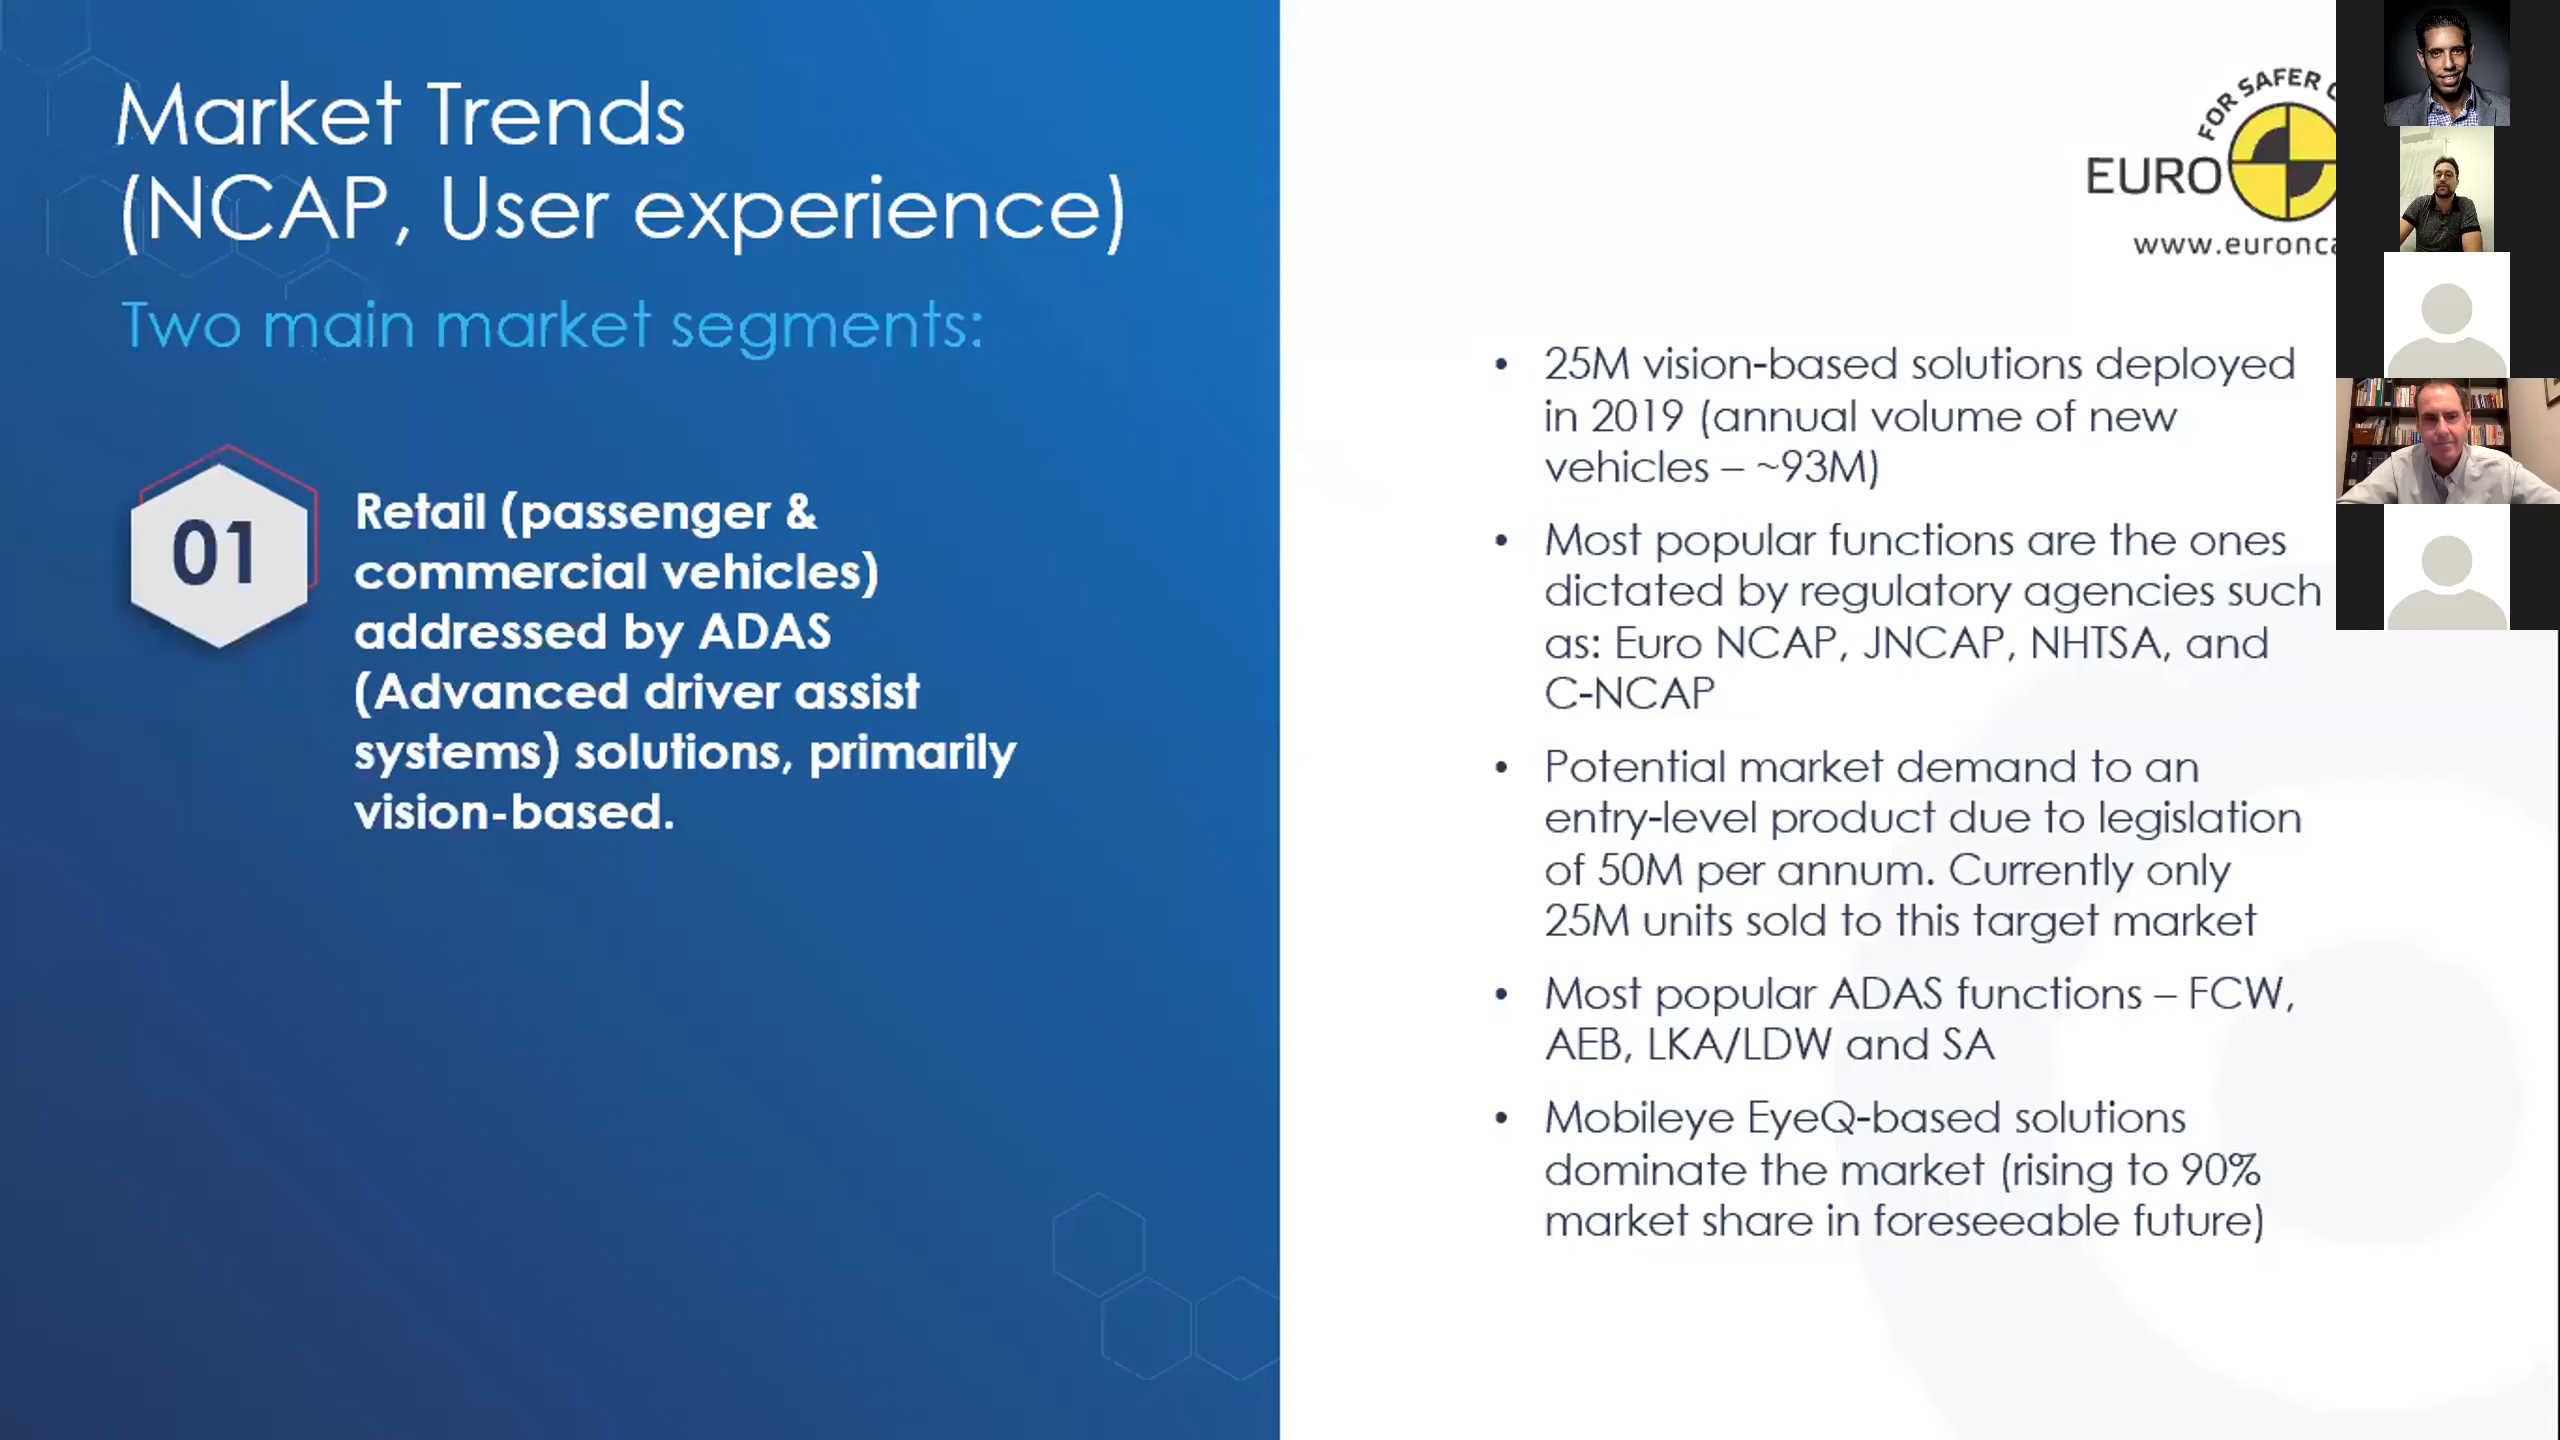 Market Trends
(NCAP, User experience)
Two main market segments:
01
Retail (passenger &
commercial vehicles)
addressed by ADAS
(Advanced driver assist
systems) solutions, primarily
vision-based.
FOR SAFER
EURO
www.euronca
• 25M vision-based solutions deployed
in 2019 (annual volume of new
vehicles – ~93M)
• Most popular functions are the ones
dictated by regulatory agencies such
as: Euro NCAP, JNCAP, NHTSA, and
C-NCAP
• Potential market demand to an
entry-level product due to legislation
of 50M per annum. Currently only
25M units sold to this target market
• Most popular ADAS functions – FCW,
AEB, LKA/LDW and SA
• Mobileye EyeQ-based solutions
dominate the market (rising to 90%
market share in foreseeable future)